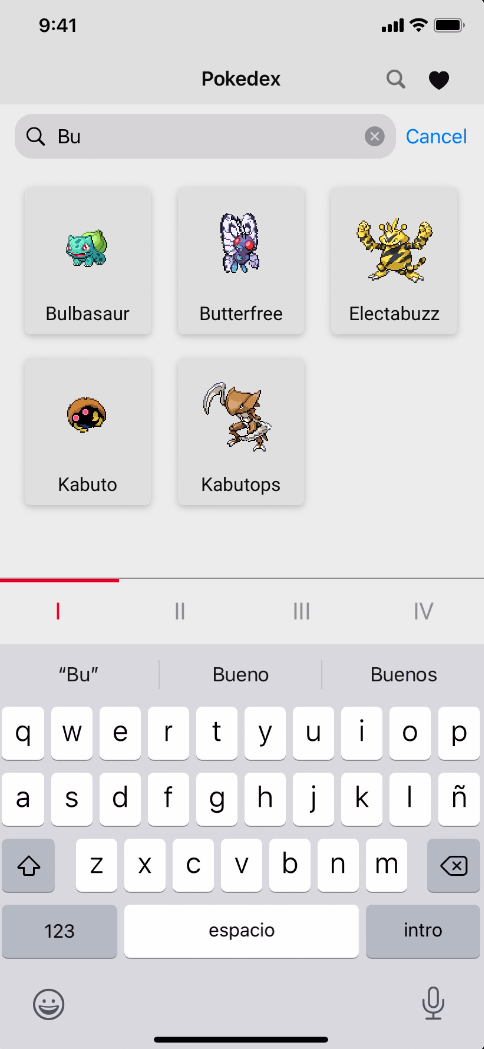 9:41
Pokedex
Bu
Cancel
Bulbasaur
Butterfree
Electabuzz
Kabuto
Kabutops
I
II
III
IV
“Bu”
Bueno
Buenos
q w e r t y u i o p
a s d f g h j k l ñ
z x c v b n m
123
espacio
intro